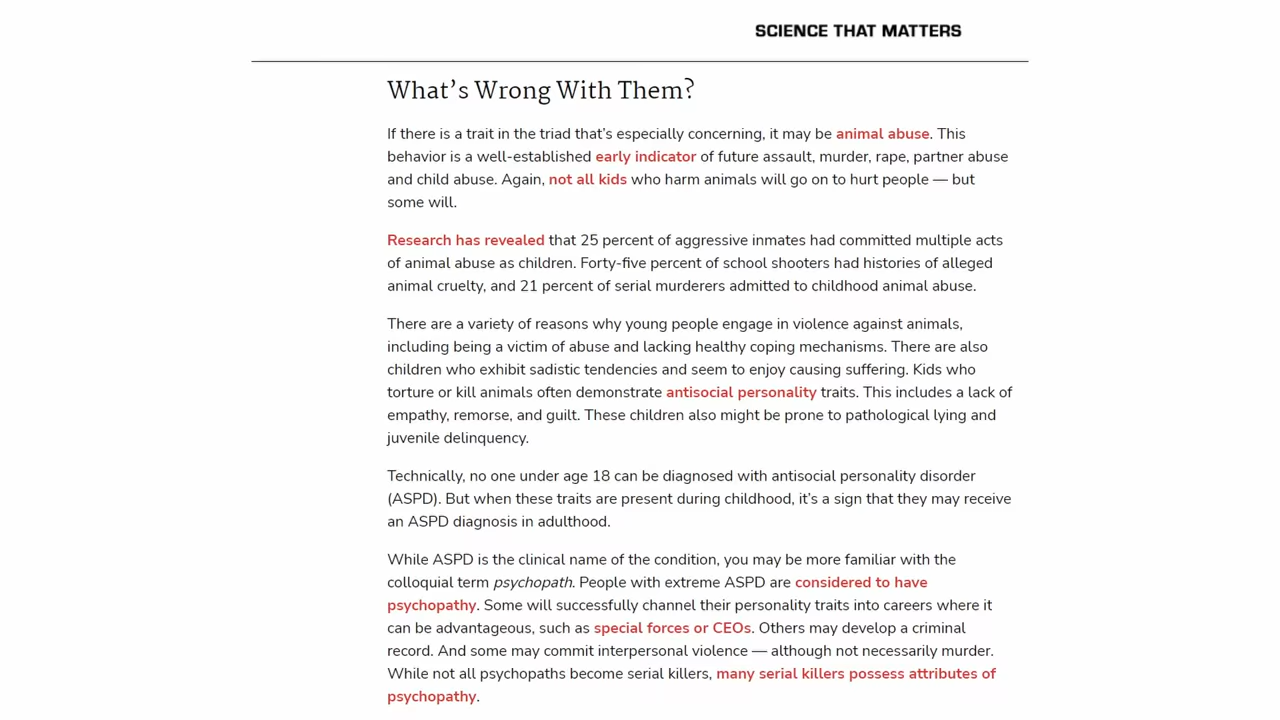 SCIENCE THAT MATTERS
What's Wrong With Them?
If there is a trait in the triad that's especially concerning, it may be animal abuse. This
behavior is a well-established early indicator of future assault, murder, rape, partner abuse
and child abuse. Again, not all kids who harm animals will go on to hurt people — but
some will.
Research has revealed that 25 percent of aggressive inmates had committed multiple acts
of animal abuse as children. Forty-five percent of school shooters had histories of alleged
animal cruelty, and 21 percent of serial murderers admitted to childhood animal abuse.
There are a variety of reasons why young people engage in violence against animals,
including being a victim of abuse and lacking healthy coping mechanisms. There are also
children who exhibit sadistic tendencies and seem to enjoy causing suffering. Kids who
torture or kill animals often demonstrate antisocial personality traits. This includes a lack of
empathy, remorse, and guilt. These children also might be prone to pathological lying and
juvenile delinquency.
Technically, no one under age 18 can be diagnosed with antisocial personality disorder
(ASPD). But when these traits are present during childhood, it's a sign that they may receive
an ASPD diagnosis in adulthood.
While ASPD is the clinical name of the condition, you may be more familiar with the
colloquial term psychopath. People with extreme ASPD are considered to have
psychopathy. Some will successfully channel their personality traits into careers where it
can be advantageous, such as special forces or CEOs. Others may develop a criminal
record. And some may commit interpersonal violence — although not necessarily murder.
While not all psychopaths become serial killers, many serial killers possess attributes of
psychopathy.